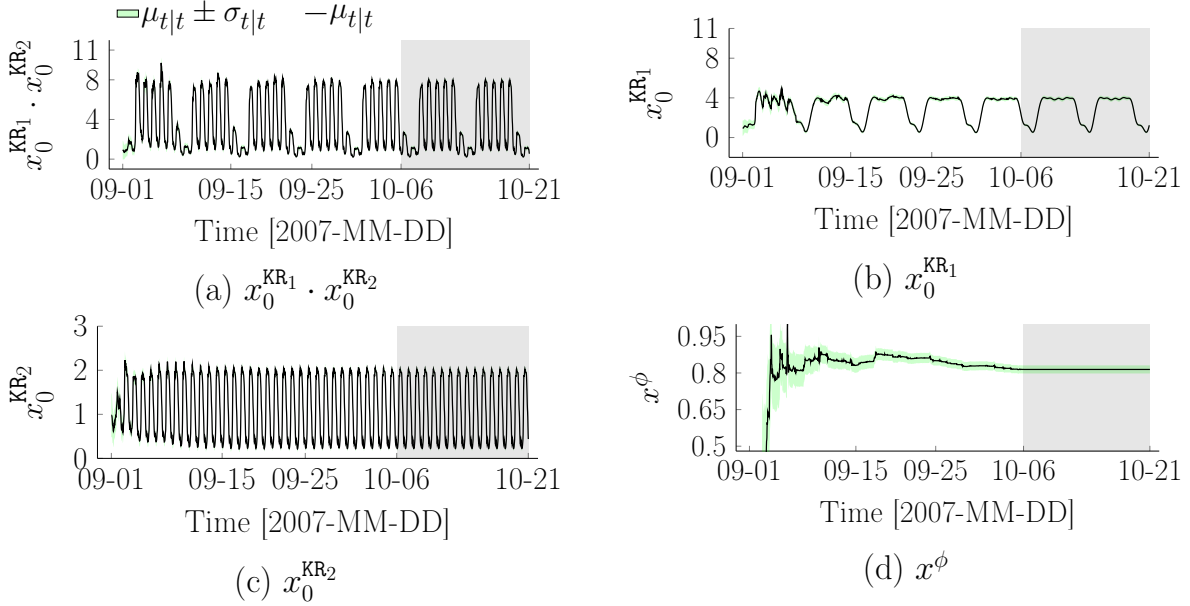 μ_{t|t} ± σ_{t|t} −μ_{t|t}
x_0^{KR_1} · x_0^{KR_2}
11
8
4
0
09-01 09-15 09-25 10-06 10-21
Time [2007-MM-DD]
(a) x_0^{KR_1} · x_0^{KR_2}
x_0^{KR_1}
11
8
4
0
09-01 09-15 09-25 10-06 10-21
Time [2007-MM-DD]
(b) x_0^{KR_1}
x_0^{KR_2}
3
2
1
0
09-01 09-15 09-25 10-06 10-21
Time [2007-MM-DD]
(c) x_0^{KR_2}
x^ϕ
0.95
0.8
0.65
0.5
09-01 09-15 09-25 10-06 10-21
Time [2007-MM-DD]
(d) x^ϕ